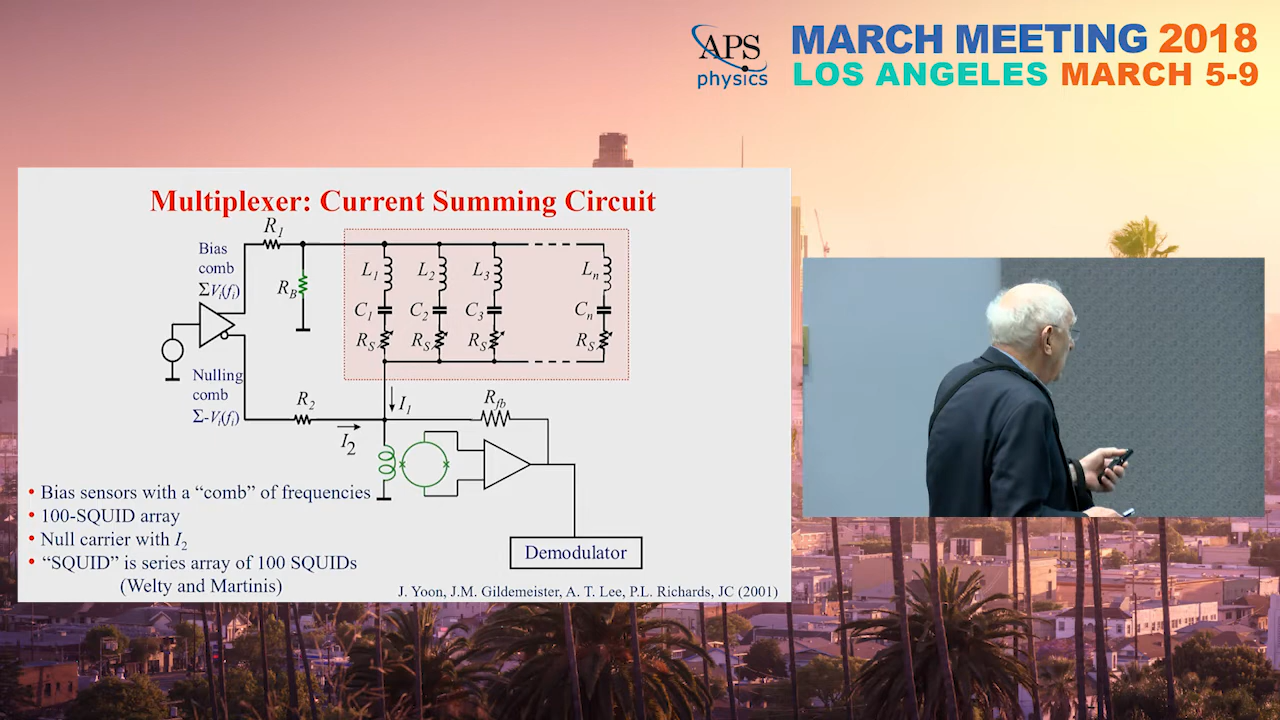 APS
physics
MARCH MEETING 2018
LOS ANGELES MARCH 5-9
Multiplexer: Current Summing Circuit
R1
Bias
comb
ΣVi(fi)
RB
L1 L2 L3 Ln
C1 C2 C3 Cn
RS RS RS RS
Nulling
comb
Σ-Vi(fi)
R2
I2
I1
Rfb
• Bias sensors with a “comb” of frequencies
• 100-SQUID array
• Null carrier with I2
• “SQUID” is series array of 100 SQUIDs
(Welty and Martinis)
Demodulator
J. Yoon, J.M. Gildemeister, A. T. Lee, P.L. Richards, JC (2001)